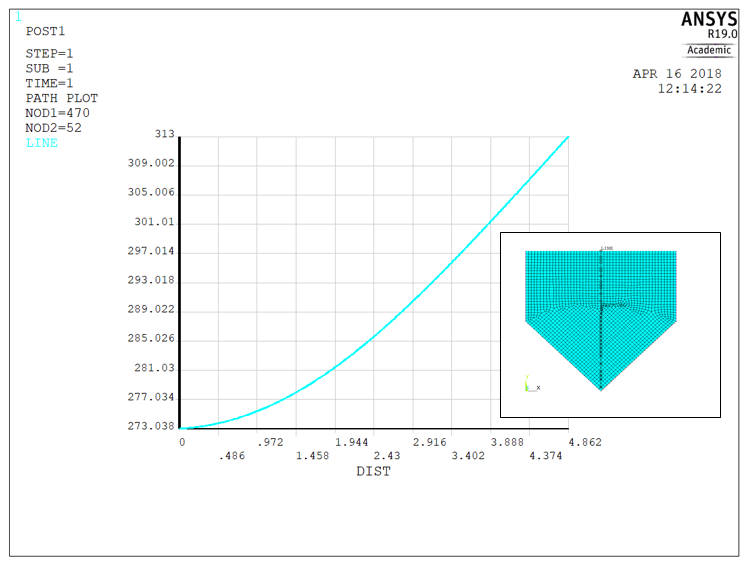 1
POST1
STEP=1
SUB =1
TIME=1
PATH PLOT
NOD1=470
NOD2=52
LINE
ANSYS
R19.0
Academic
APR 16 2018
12:14:22
313
309.002
305.006
301.01
297.014
293.018
289.022
285.026
281.03
277.034
273.038
0
.486
.972
1.458
1.944
2.43
2.916
3.402
3.888
4.374
4.862
DIST
LINE
Y
X